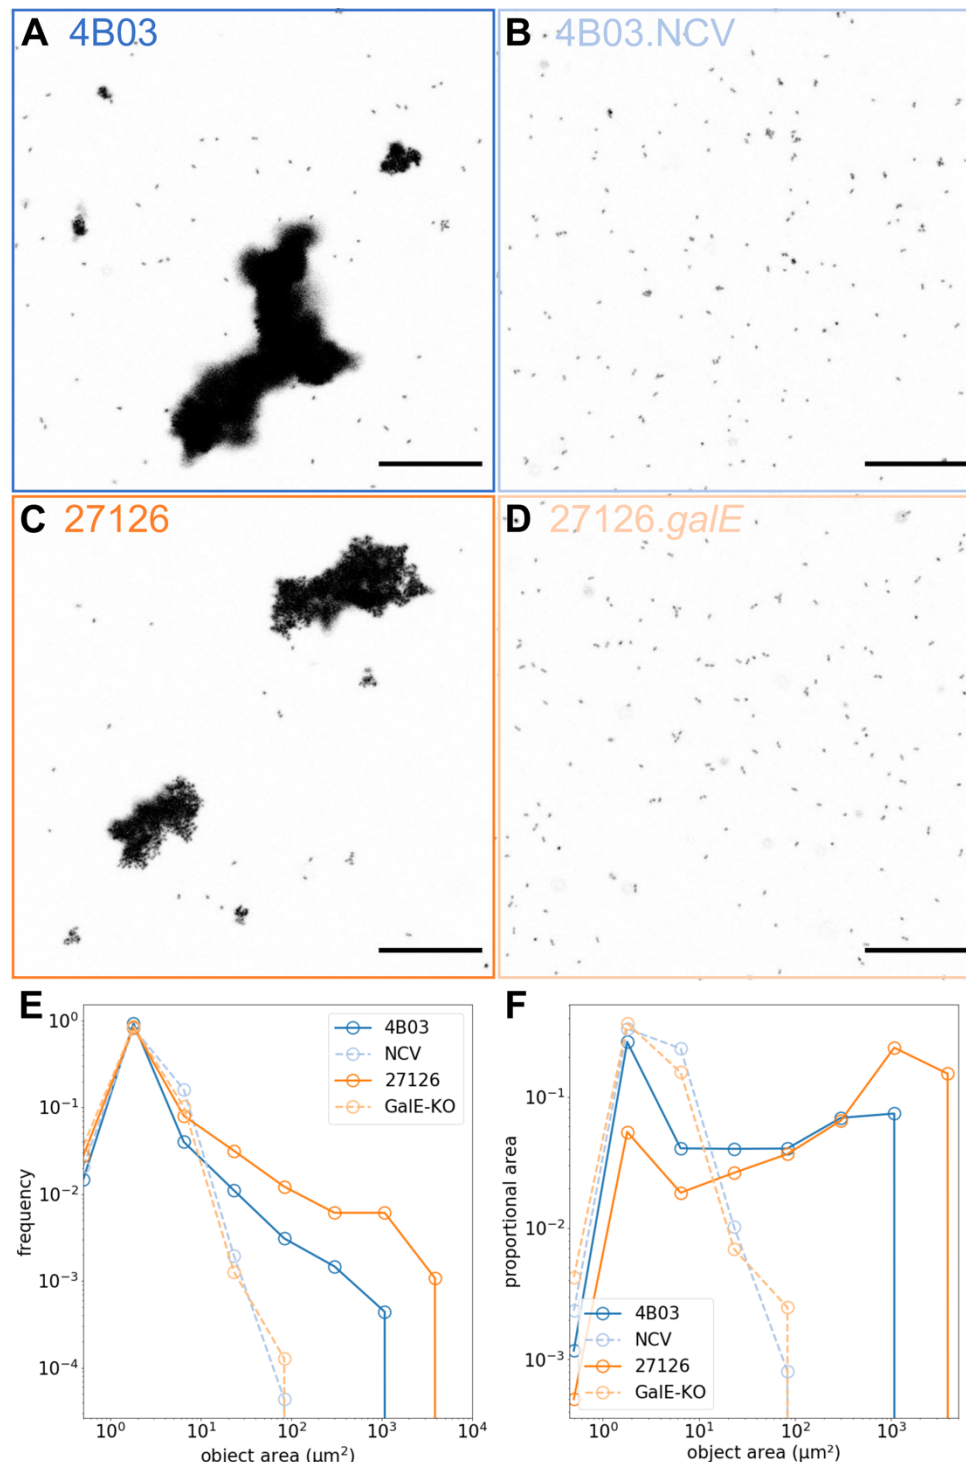 A 4B03
B 4B03.NCV
C 27126
D 27126.galE
E
10⁰
10⁻¹
10⁻²
10⁻³
10⁻⁴
frequency
4B03
NCV
27126
GalE-KO
10⁰ 10¹ 10² 10³ 10⁴
object area (µm²)
F
10⁻¹
10⁻²
10⁻³
proportional area
4B03
NCV
27126
GalE-KO
10⁰ 10¹ 10² 10³
object area (µm²)